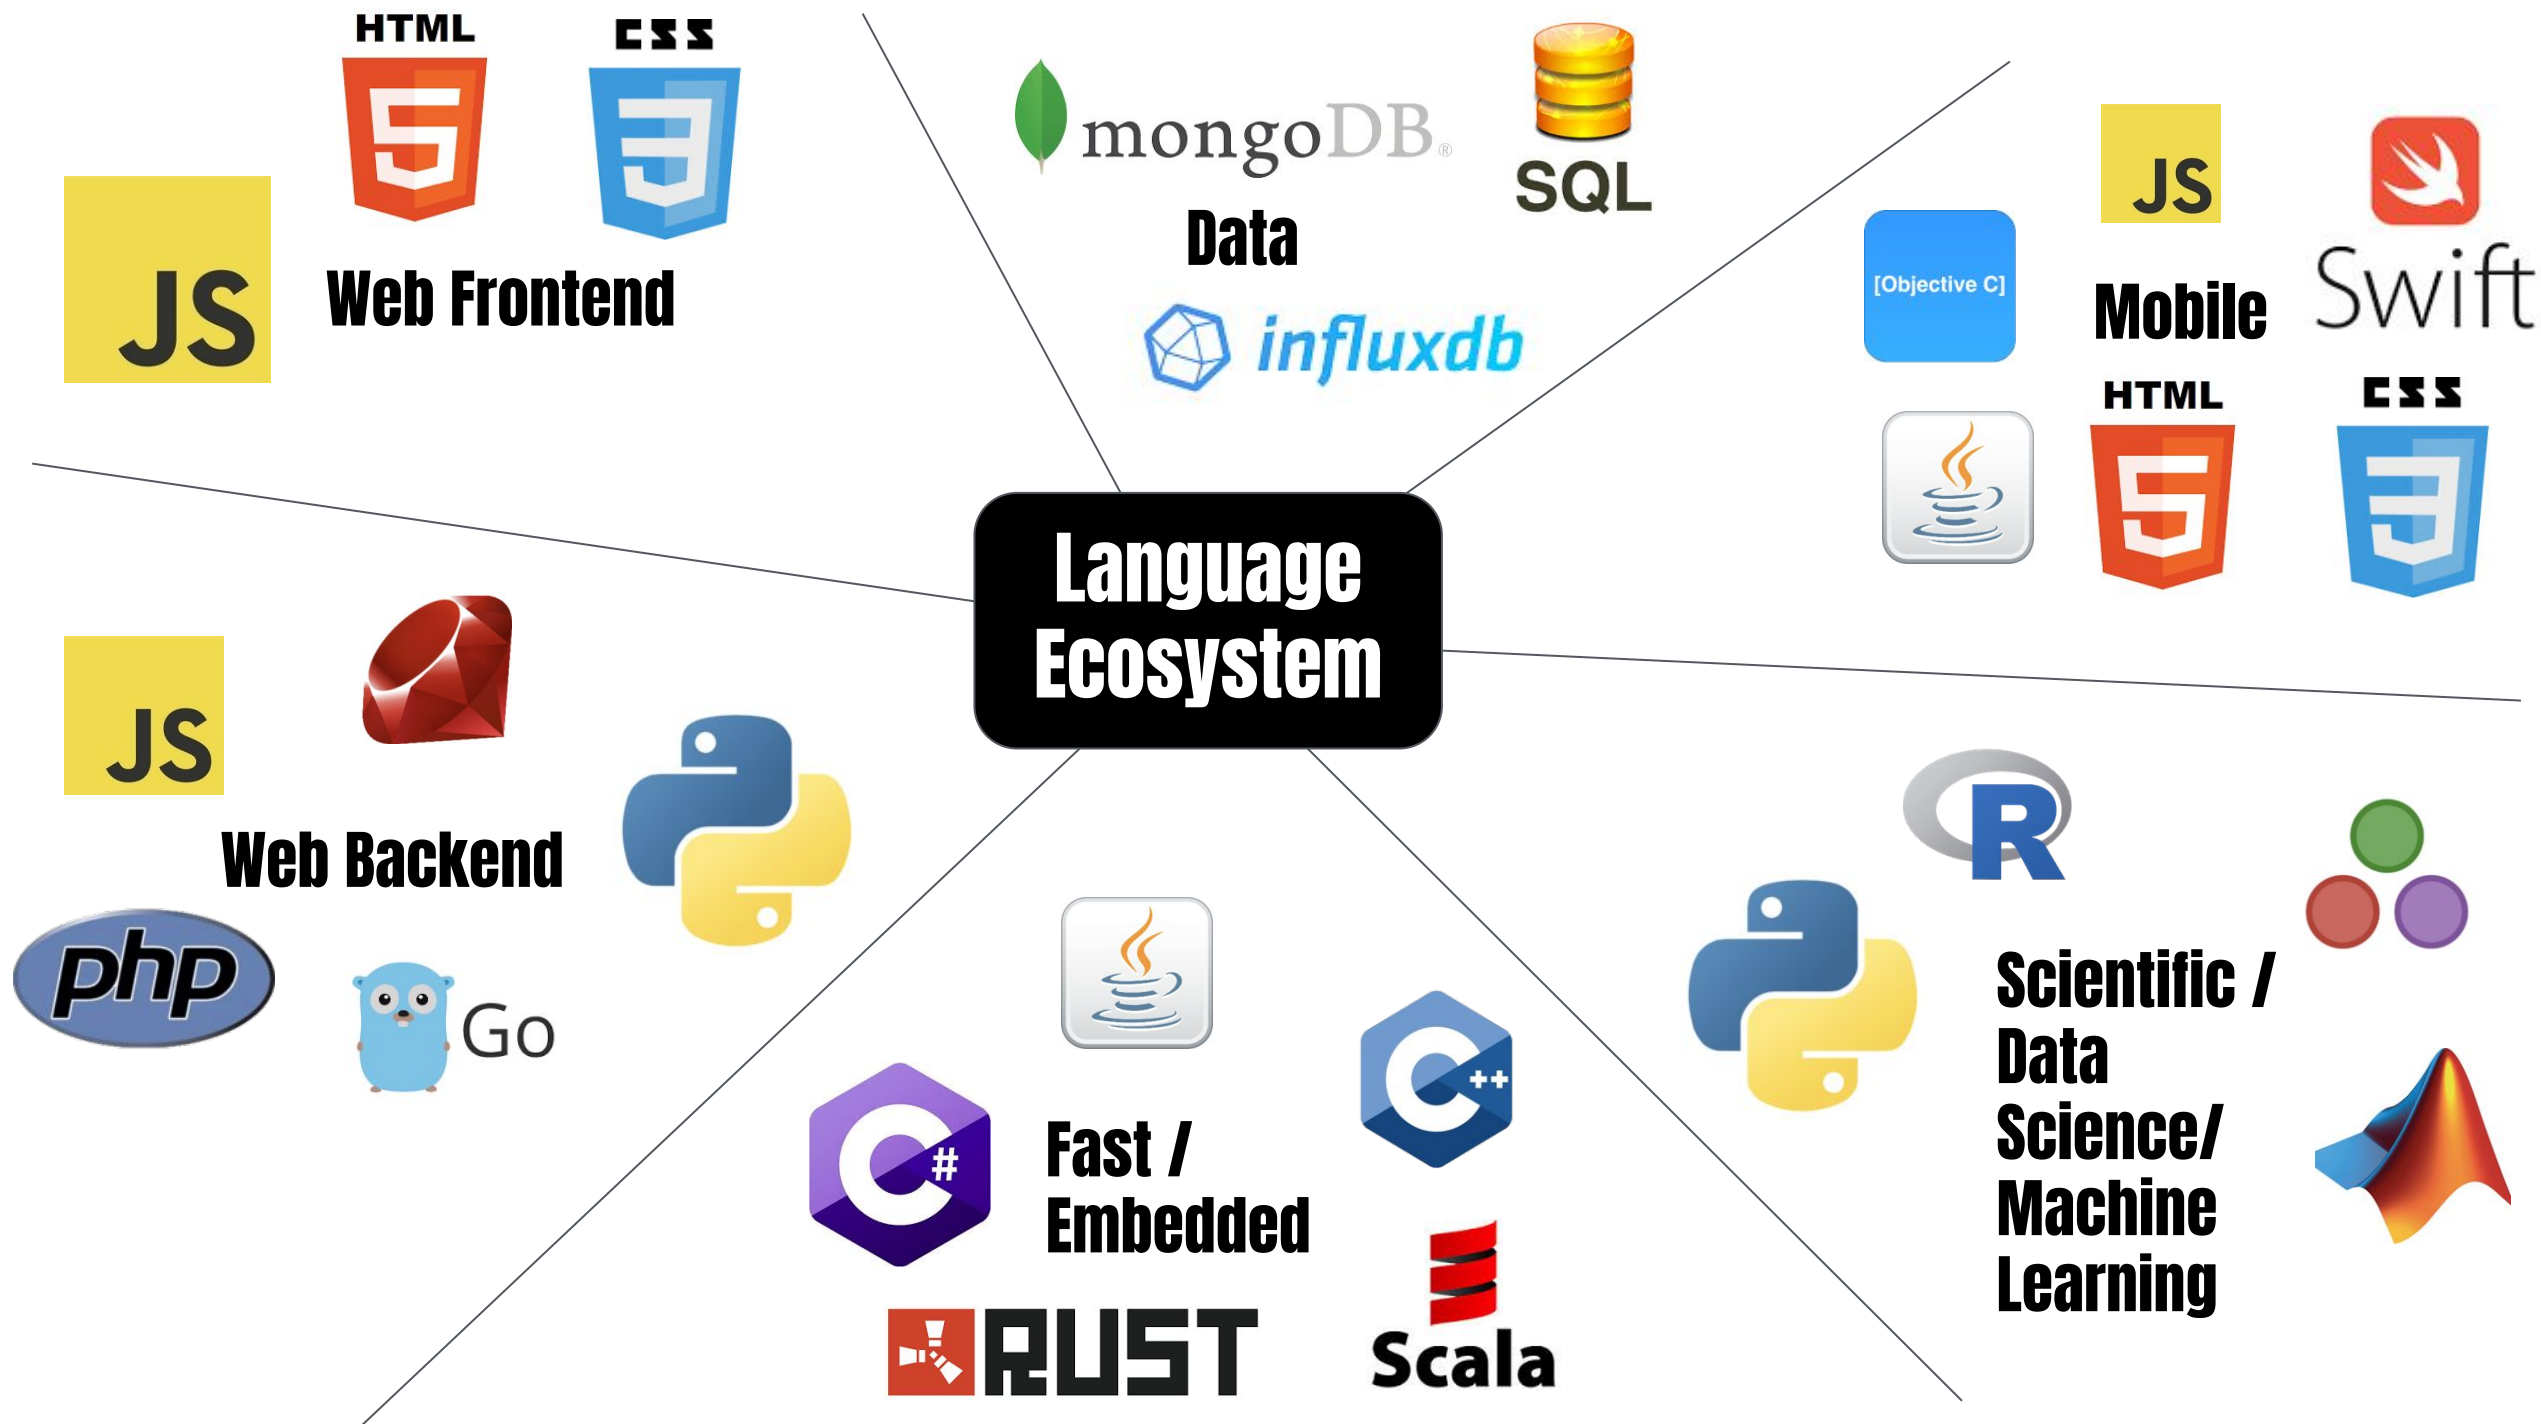 HTML
CSS
JS
Web Frontend
mongoDB®
SQL
Data
influxdb
JS
Swift
[Objective C]
Mobile
HTML
CSS
Language
Ecosystem
JS
Web Backend
php
Go
C#
Fast /
Embedded
C++
RUST
Scala
R
Scientific /
Data
Science/
Machine
Learning